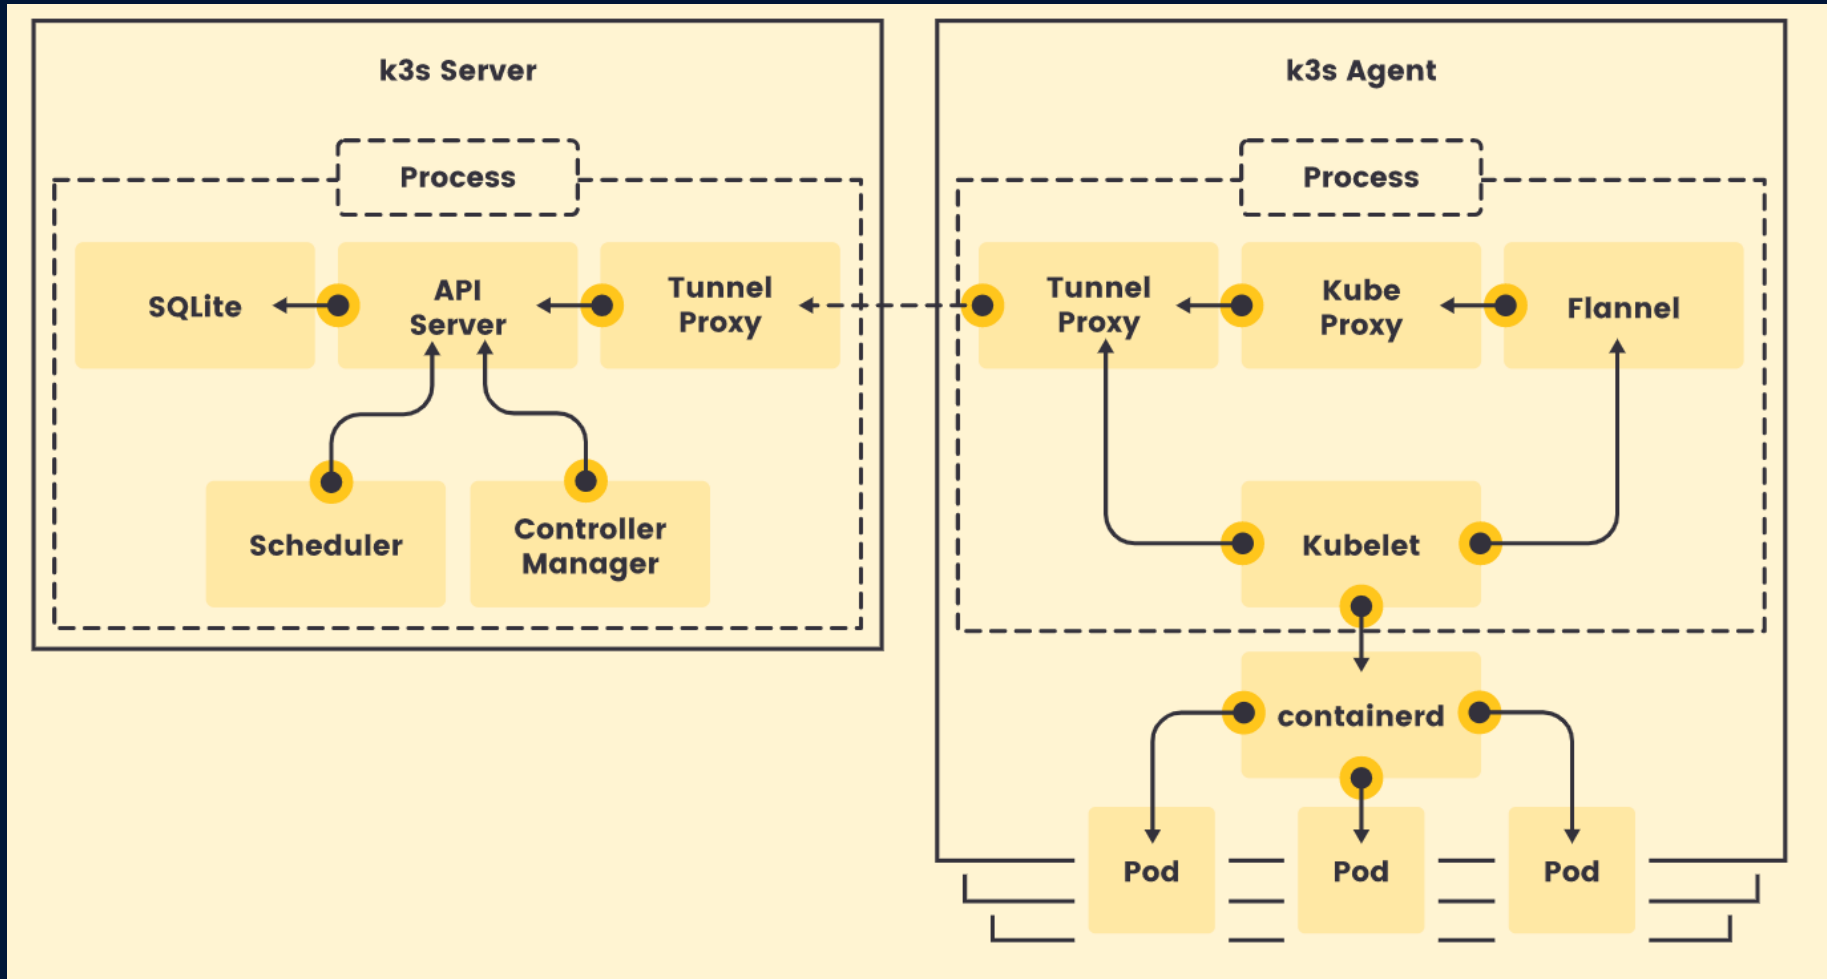 k3s Server
Process
SQLite
API
Server
Tunnel
Proxy
Scheduler
Controller
Manager
k3s Agent
Process
Tunnel
Proxy
Kube
Proxy
Flannel
Kubelet
containerd
Pod
Pod
Pod